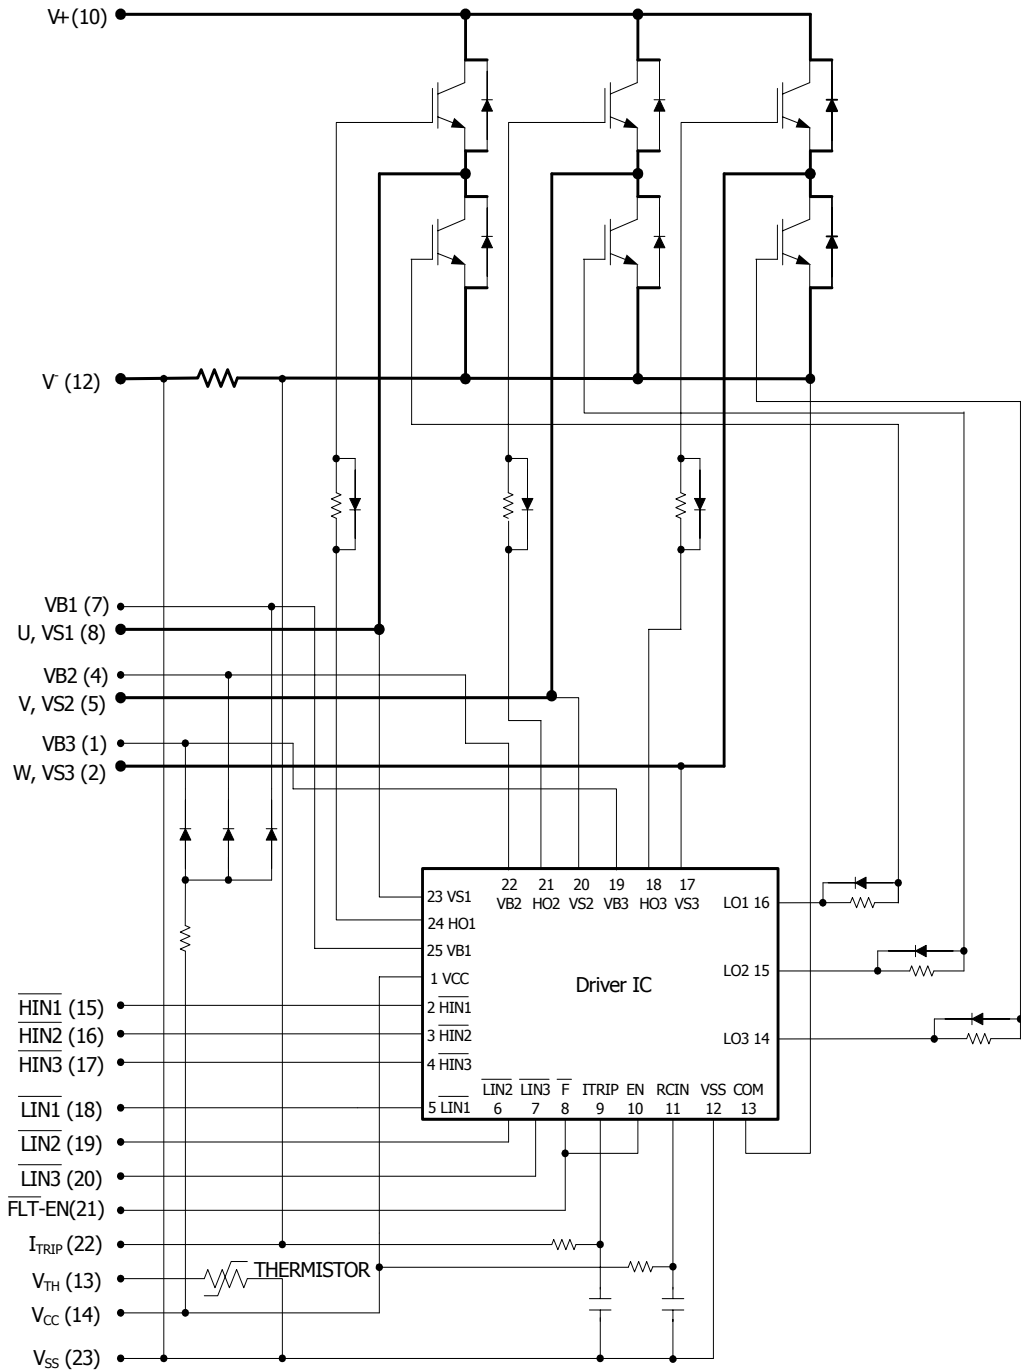 V+ (10)
V- (12)
VB1 (7)
U, VS1 (8)
VB2 (4)
V, VS2 (5)
VB3 (1)
W, VS3 (2)
22 21 20 19 18 17
VB2 HO2 VS2 VB3 HO3 VS3
23 VS1
24 HO1
25 VB1
1 VCC
2 HIN1
3 HIN2
4 HIN3
5 LIN1
Driver IC
LO1 16
LO2 15
LO3 14
LIN2 LIN3 F ITRIP EN RCIN VSS COM
6 7 8 9 10 11 12 13
HIN1 (15)
HIN2 (16)
HIN3 (17)
LIN1 (18)
LIN2 (19)
LIN3 (20)
FLT-EN(21)
ITRIP (22)
THERMISTOR
VTH (13)
VCC (14)
VSS (23)